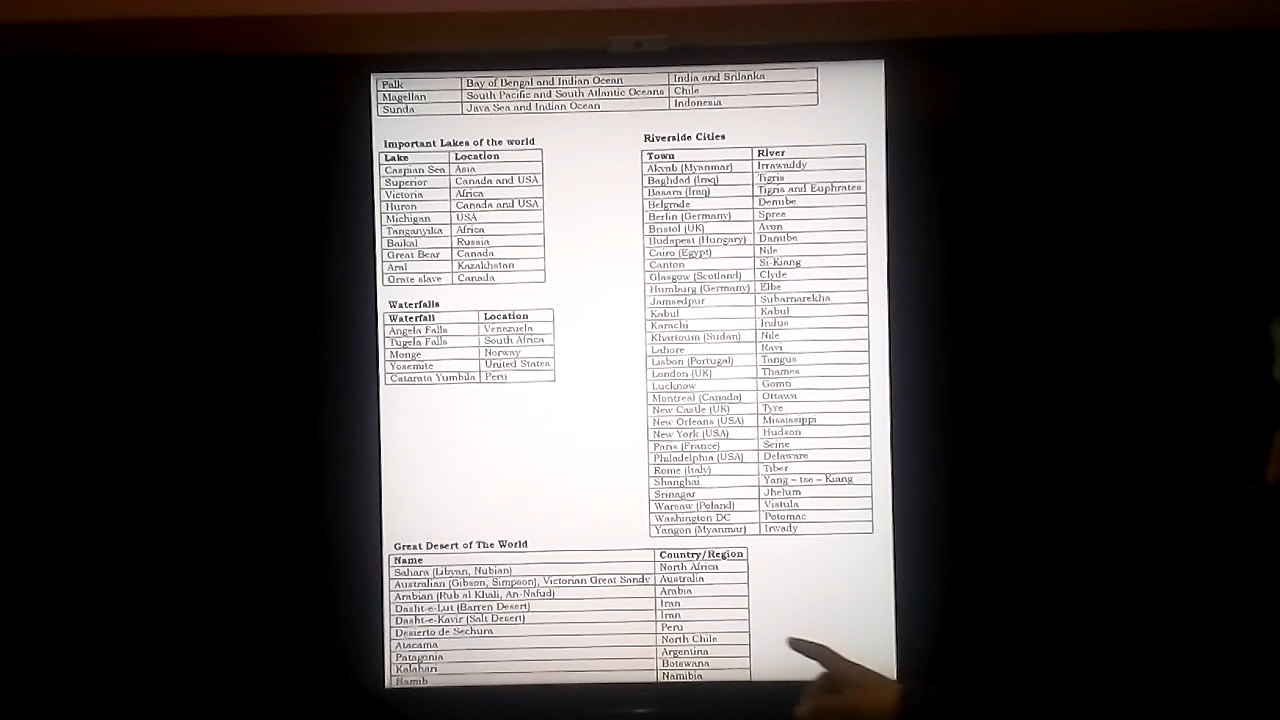 Palk Bay of Bengal and Indian Ocean India and Srilanka
Magellan South Pacific and South Atlantic Oceans Chile
Sunda Java Sea and Indian Ocean Indonesia
Important Lakes of the world
Lake Location
Caspian Sea Asia
Superior Canada and USA
Victoria Africa
Huron Canada and USA
Michigan USA
Tanganyika Africa
Baikal Russia
Great Bear Canada
Aral Kazakhstan
Grate slave Canada
Waterfalls
Waterfall Location
Angela Falls Venezuela
Tugela Falls South Africa
Monge Norway
Yosemite United States
Catarata Yumbila Peru
Riverside Cities
Town River
Akyab (Myanmar) Irrawaddy
Baghdad (Iraq) Tigris
Basara (Iraq) Tigris and Euphrates
Belgrade Denube
Berlin (Germany) Spree
Bristol (UK) Avon
Budapest (Hungary) Danube
Cairo (Egypt) Nile
Canton Si-Kiang
Glasgow (Scotland) Clyde
Humburg (Germany) Elbe
Jamsedpur Subarnarekha
Kabul Kabul
Karachi Indus
Khartoum (Sudan) Nile
Lahore Ravi
Lisbon (Portugal) Tangus
London (UK) Thames
Lucknow Gomti
Montreal (Canada) Ottawa
New Castle (UK) Tyre
New Orleans (USA) Mississippi
New York (USA) Hudson
Paris (France) Seine
Philadelphia (USA) Delaware
Rome (Italy) Tiber
Shanghai Yang – tse – Kiang
Srinagar Jhelum
Warsaw (Poland) Vistula
Washington DC Potomac
Yangon (Myanmar) Irwady
Great Desert of The World
Name Country/Region
Sahara (Libyan, Nubian) North Africa
Australian (Gibson, Simpson), Victorian Great Sandy Australia
Arabian (Rub al Khali, An-Nafud) Arabia
Dasht-e-Lut (Barren Desert) Iran
Dasht-e-Kavir (Salt Desert) Iran
Desierto de Sechura Peru
Atacama North Chile
Patagonia Argentina
Kalahari Botswana
Namib Namibia